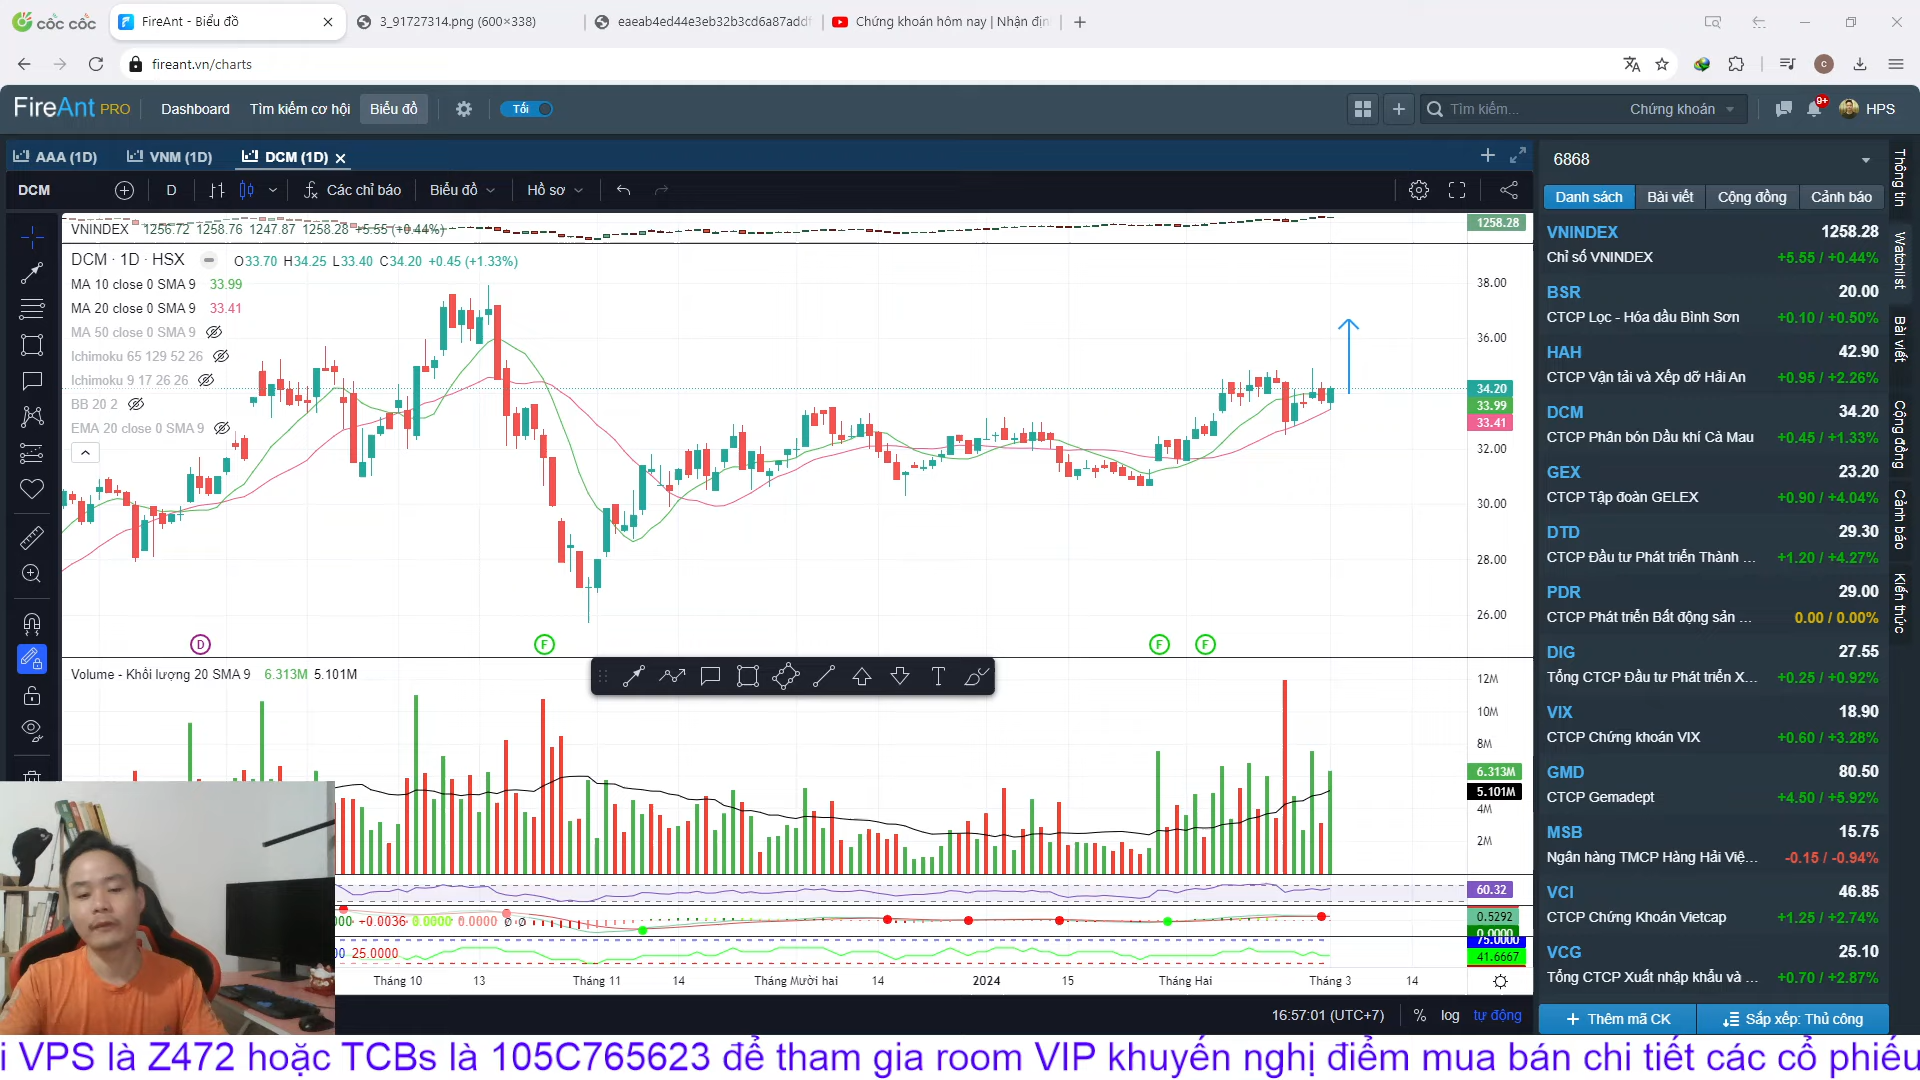 cốc cốc
FireAnt - Biểu đồ
3_91727314.png (600×338)
eaeab4ed44e3eb32b3cd6a87addf
Chứng khoán hôm nay | Nhận địn
fireant.vn/charts
FireAnt PRO
Dashboard
Tìm kiếm cơ hội
Biểu đồ
Tối
Tìm kiếm...
Chứng khoán
9+
HPS
AAA (1D)
VNM (1D)
DCM (1D)
DCM
D
Các chỉ báo
Biểu đồ
Hồ sơ
VNINDEX 1256.72 1258.76 1247.87 1258.28 +5.55 (+0.44%)
1258.28
DCM · 1D · HSX O33.70 H34.25 L33.40 C34.20 +0.45 (+1.33%)
MA 10 close 0 SMA 9 33.99
MA 20 close 0 SMA 9 33.41
MA 50 close 0 SMA 9
Ichimoku 65 129 52 26
Ichimoku 9 17 26 26
BB 20 2
EMA 20 close 0 SMA 9
38.00
36.00
34.20
33.99
33.41
32.00
30.00
28.00
26.00
D
F
F
F
Volume - Khối lượng 20 SMA 9 6.313M 5.101M
12M
10M
8M
6.313M
5.101M
4M
2M
60.32
000 +0.0036 0.0000 0.0000 Ø Ø
0.5292
0.0000
75.0000
00 25.0000
41.6667
Tháng 10
13
Tháng 11
14
Tháng Mười hai
14
2024
15
Tháng Hai
Tháng 3
14
16:57:01 (UTC+7)
%
log
tự động
6868
Danh sách
Bài viết
Cộng đồng
Cảnh báo
VNINDEX 1258.28
Chỉ số VNINDEX +5.55 / +0.44%
BSR 20.00
CTCP Lọc - Hóa dầu Bình Sơn +0.10 / +0.50%
HAH 42.90
CTCP Vận tải và Xếp dỡ Hải An +0.95 / +2.26%
DCM 34.20
CTCP Phân bón Dầu khí Cà Mau +0.45 / +1.33%
GEX 23.20
CTCP Tập đoàn GELEX +0.90 / +4.04%
DTD 29.30
CTCP Đầu tư Phát triển Thành ... +1.20 / +4.27%
PDR 29.00
CTCP Phát triển Bất động sản ... 0.00 / 0.00%
DIG 27.55
Tổng CTCP Đầu tư Phát triển X... +0.25 / +0.92%
VIX 18.90
CTCP Chứng khoán VIX +0.60 / +3.28%
GMD 80.50
CTCP Gemadept +4.50 / +5.92%
MSB 15.75
Ngân hàng TMCP Hàng Hải Việ... -0.15 / -0.94%
VCI 46.85
CTCP Chứng Khoán Vietcap +1.25 / +2.74%
VCG 25.10
Tổng CTCP Xuất nhập khẩu và ... +0.70 / +2.87%
Thêm mã CK
Sắp xếp: Thủ công
Thông tin
Watchlist
Bài viết
Cộng đồng
Cảnh báo
Kiến thức
i VPS là Z472 hoặc TCBs là 105C765623 để tham gia room VIP khuyến nghị điểm mua bán chi tiết các cổ phiếu